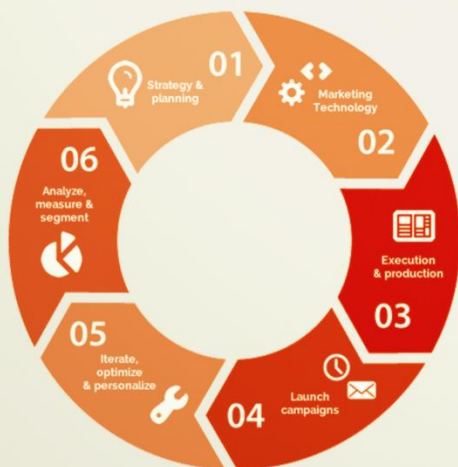 01
Strategy &
planning
Marketing
Technology
02
Execution
& production
03
Launch
campaigns
04
05
Iterate,
optimize
& personalize
06
Analyze,
measure &
segment